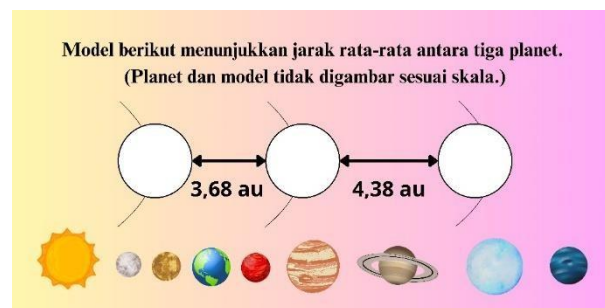 Model berikut menunjukkan jarak rata-rata antara tiga planet.
(Planet dan model tidak digambar sesuai skala.)
3,68 au
4,38 au